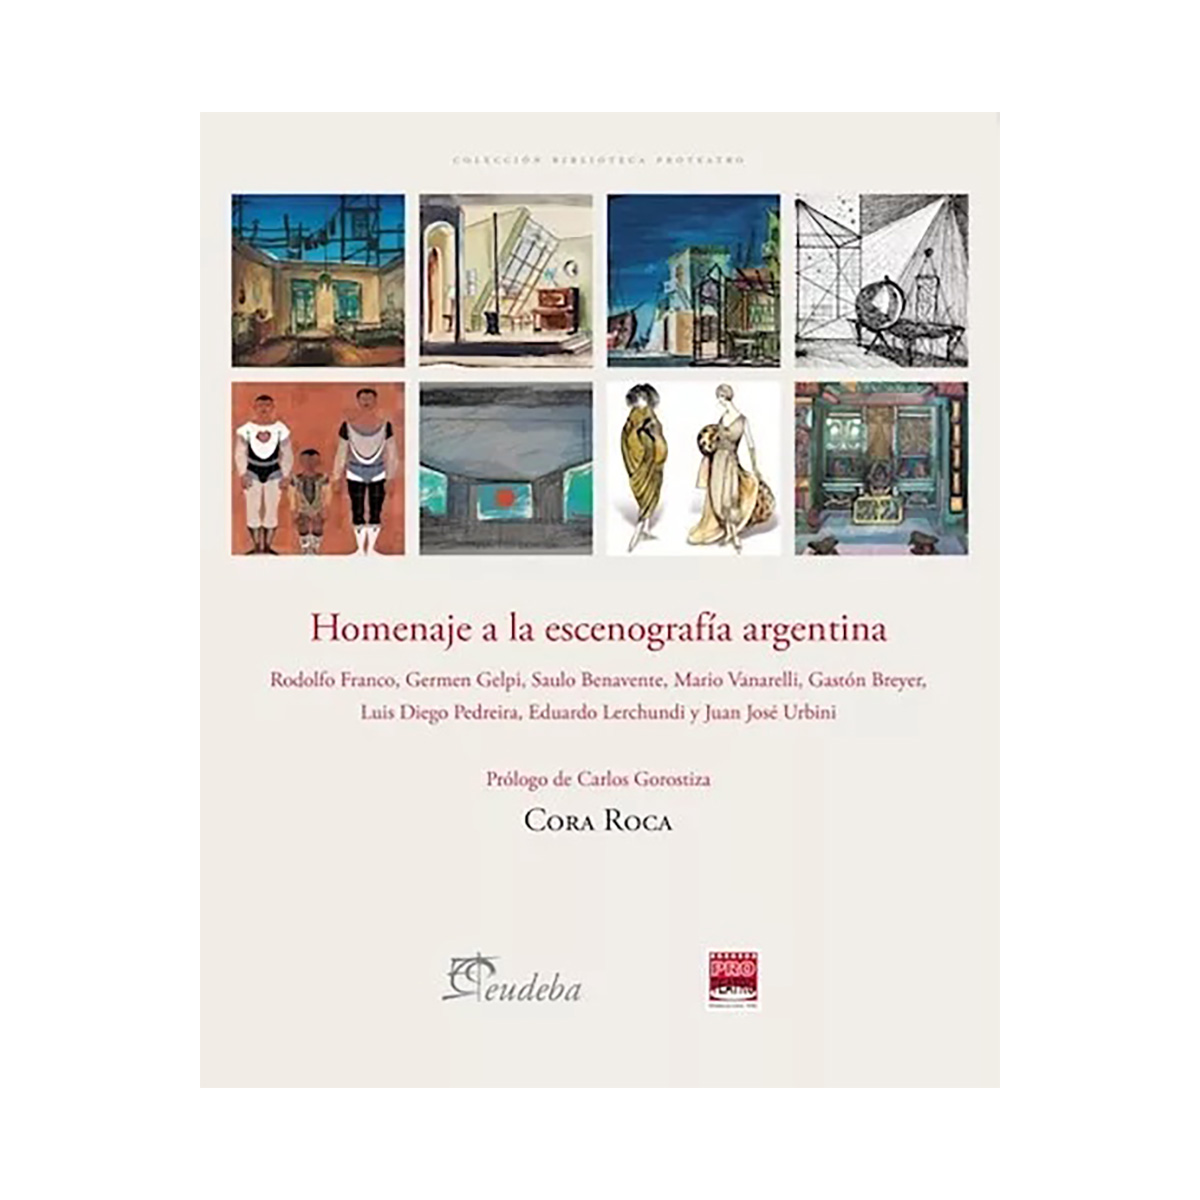 COLECCIÓN BIBLIOTECA PROTEATRO
Homenaje a la escenografía argentina
Rodolfo Franco, Germen Gelpi, Saulo Benavente, Mario Vanarelli, Gastón Breyer,
Luis Diego Pedreira, Eduardo Lerchundi y Juan José Urbini
Prólogo de Carlos Gorostiza
CORA ROCA
eudeba
PRO
TEATRO